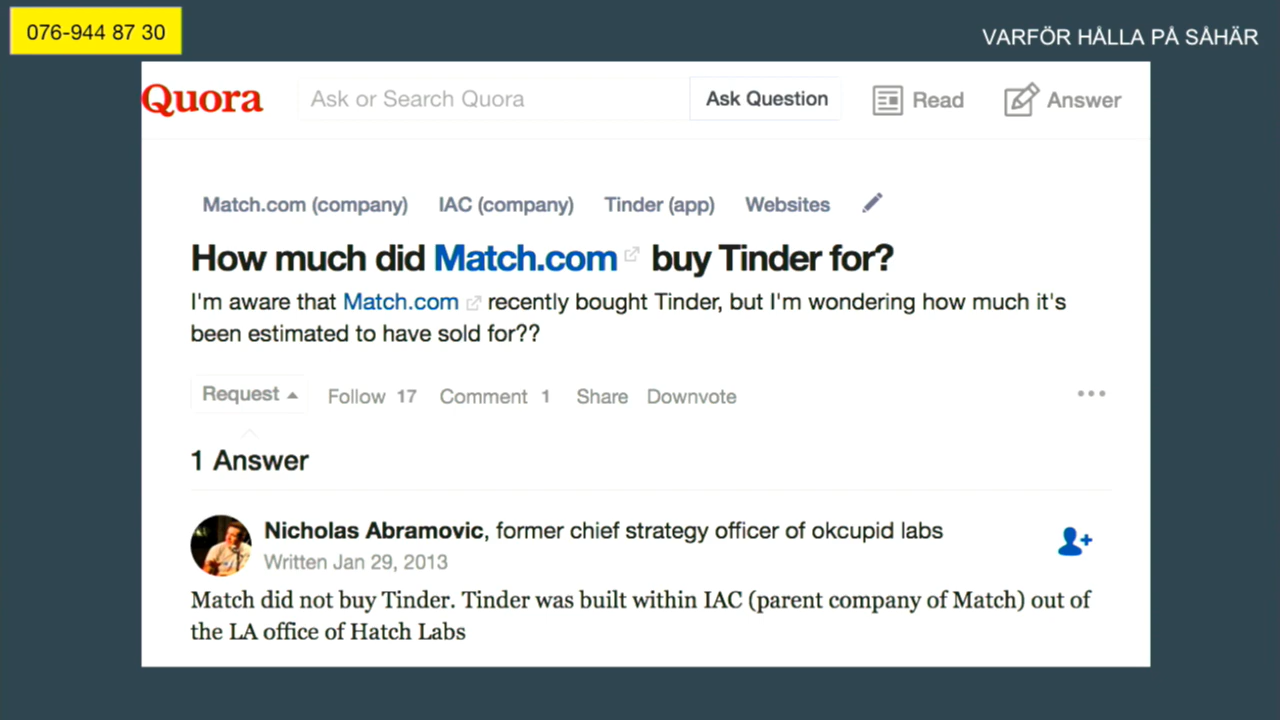 076-944 87 30
VARFÖR HÅLLA PÅ SÅHÄR
Quora
Ask or Search Quora
Ask Question
Read
Answer
Match.com (company)
IAC (company)
Tinder (app)
Websites
How much did Match.com buy Tinder for?
I'm aware that Match.com recently bought Tinder, but I'm wondering how much it's
been estimated to have sold for??
Request
Follow 17
Comment 1
Share
Downvote
1 Answer
Nicholas Abramovic, former chief strategy officer of okcupid labs
Written Jan 29, 2013
Match did not buy Tinder. Tinder was built within IAC (parent company of Match) out of
the LA office of Hatch Labs